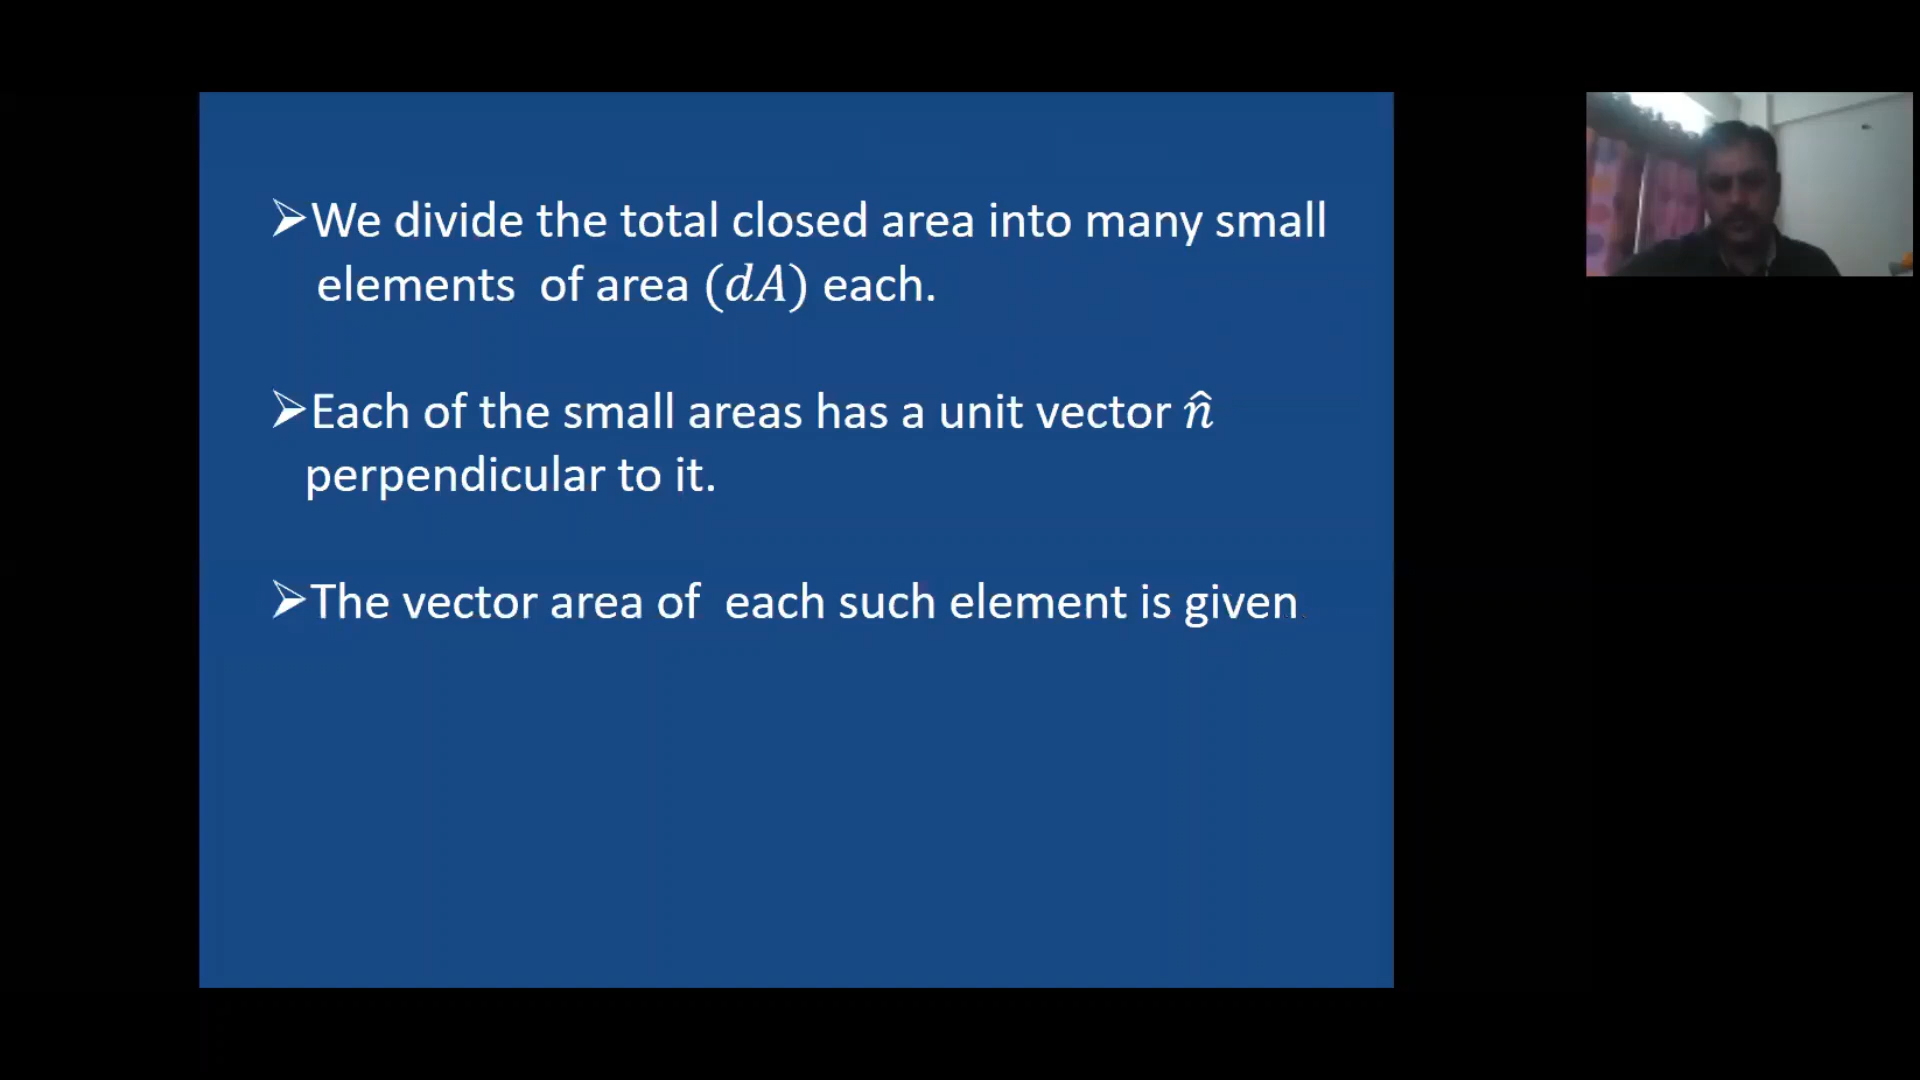 ➢We divide the total closed area into many small
elements of area (dA) each.
➢Each of the small areas has a unit vector n̂
perpendicular to it.
➢The vector area of each such element is given